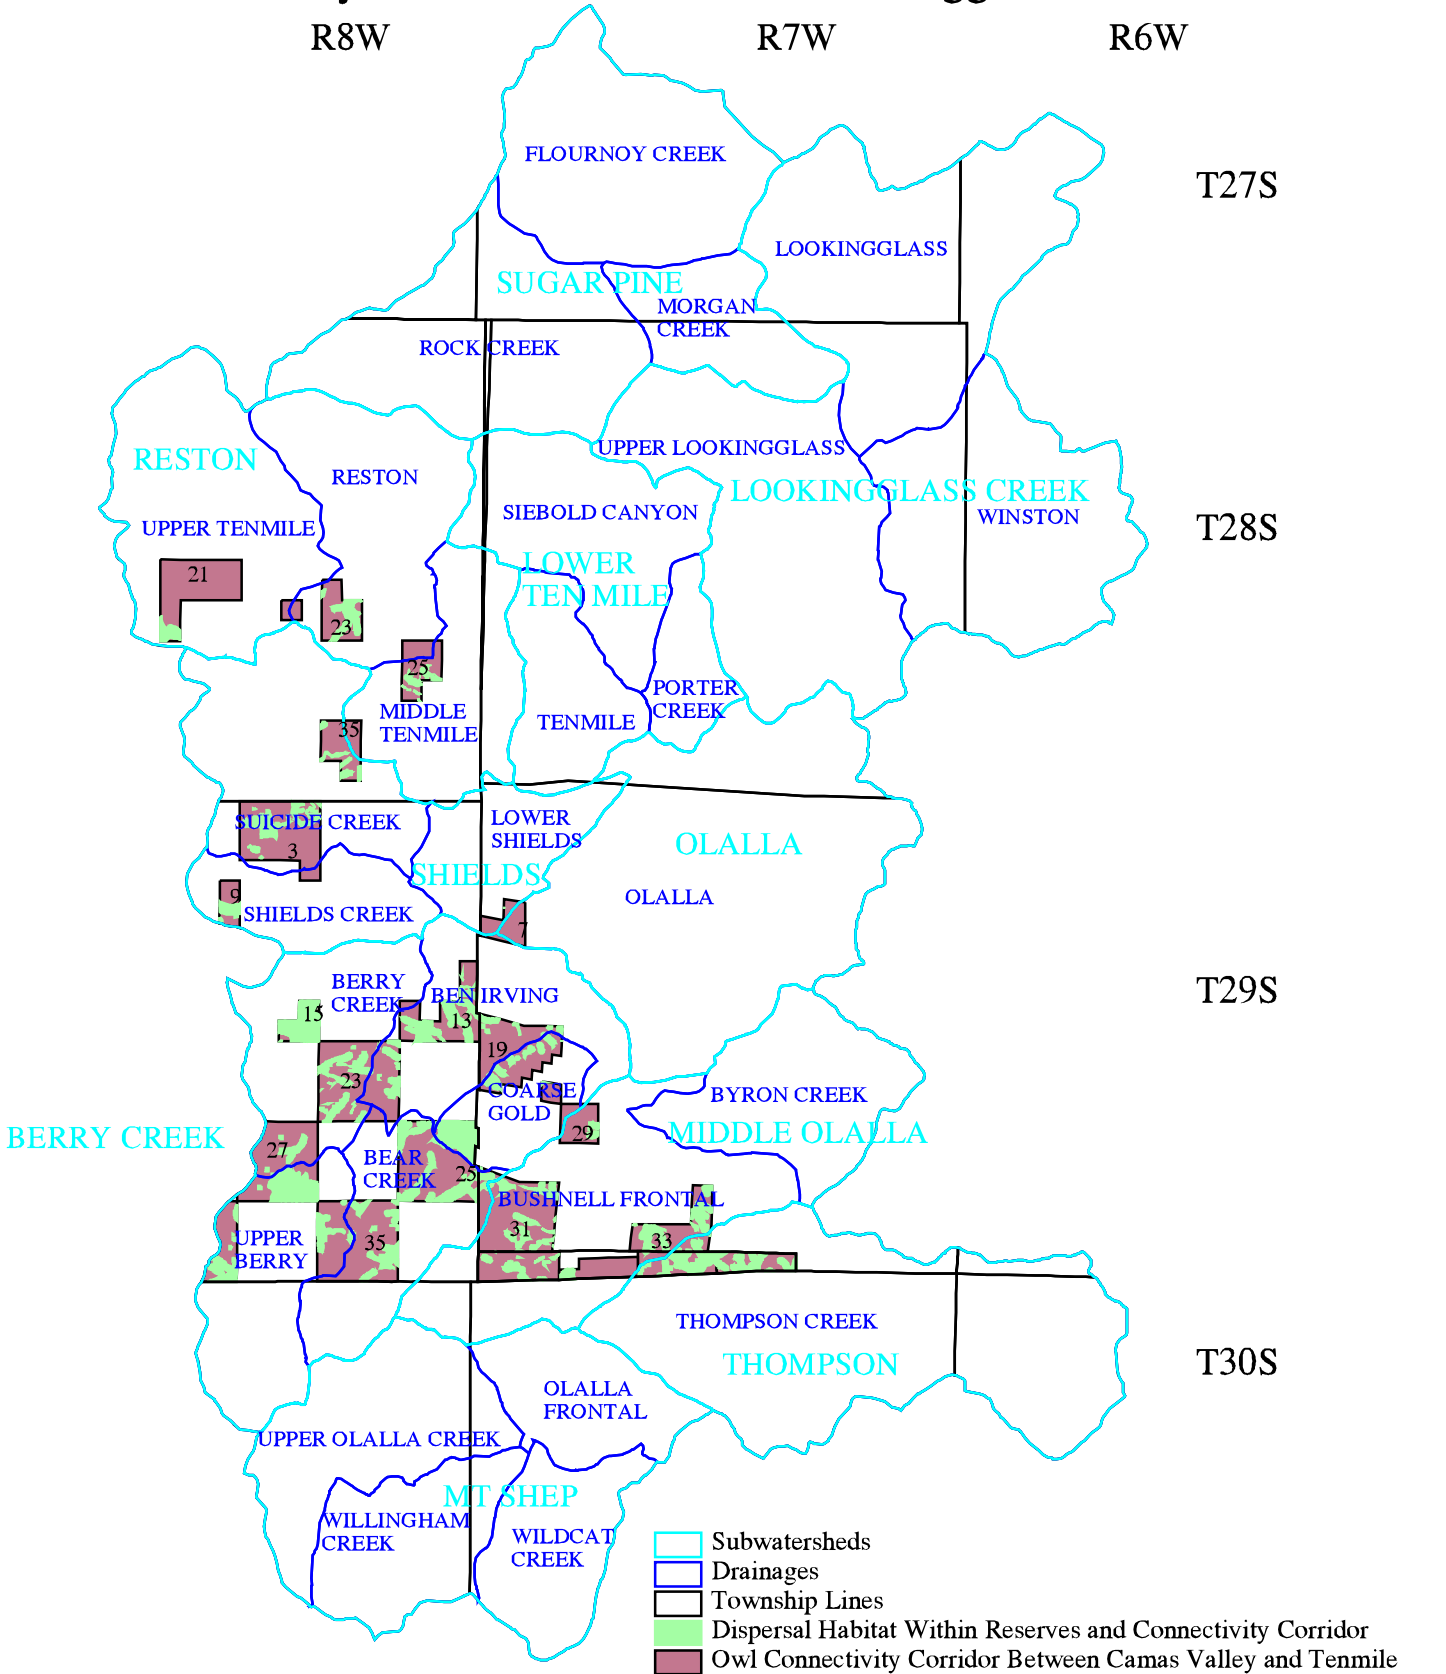 R8W
R7W
R6W
FLOURNOY CREEK
T27S
LOOKINGGLASS
SUGAR PINE
MORGAN
CREEK
ROCK CREEK
UPPER LOOKINGGLASS
RESTON
RESTON
LOOKINGGLASS CREEK
SIEBOLD CANYON
WINSTON
UPPER TENMILE
T28S
LOWER
TEN MILE
21
23
25
PORTER
CREEK
MIDDLE
TENMILE
TENMILE
35
SUICIDE CREEK
LOWER
SHIELDS
OLALLA
3
SHIELDS
9
OLALLA
SHIELDS CREEK
7
BERRY
CREEK
BEN IRVING
T29S
15
13
19
23
COARSE
GOLD
BYRON CREEK
29
MIDDLE OLALLA
BERRY CREEK
27
BEAR
CREEK
25
BUSHNELL FRONTAL
UPPER
BERRY
35
31
33
THOMPSON CREEK
THOMPSON
T30S
OLALLA
FRONTAL
UPPER OLALLA CREEK
MT SHEP
WILLINGHAM
CREEK
WILDCAT
CREEK
Subwatersheds
Drainages
Township Lines
Dispersal Habitat Within Reserves and Connectivity Corridor
Owl Connectivity Corridor Between Camas Valley and Tenmile